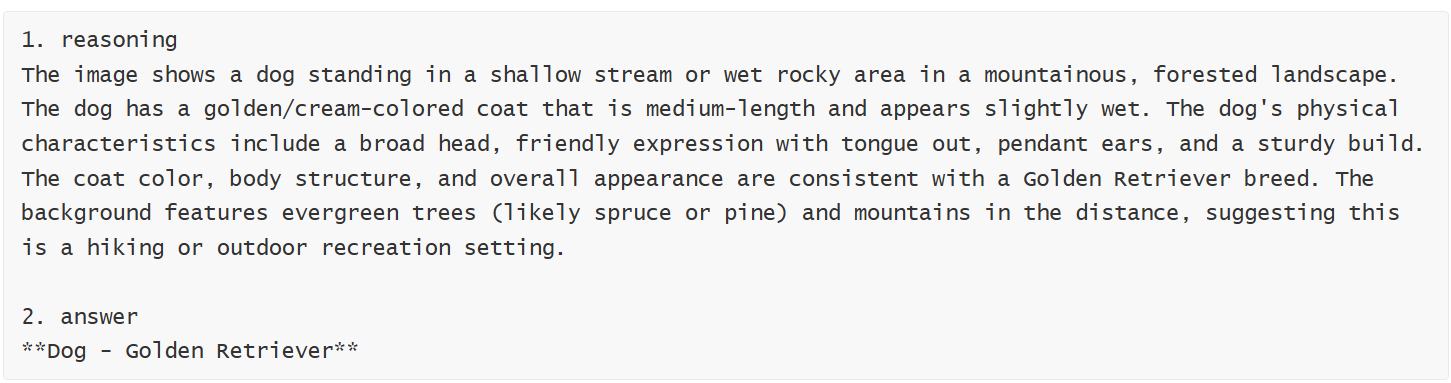 1. reasoning
The image shows a dog standing in a shallow stream or wet rocky area in a mountainous, forested landscape.
The dog has a golden/cream-colored coat that is medium-length and appears slightly wet. The dog's physical
characteristics include a broad head, friendly expression with tongue out, pendant ears, and a sturdy build.
The coat color, body structure, and overall appearance are consistent with a Golden Retriever breed. The
background features evergreen trees (likely spruce or pine) and mountains in the distance, suggesting this
is a hiking or outdoor recreation setting.
2. answer
**Dog - Golden Retriever**